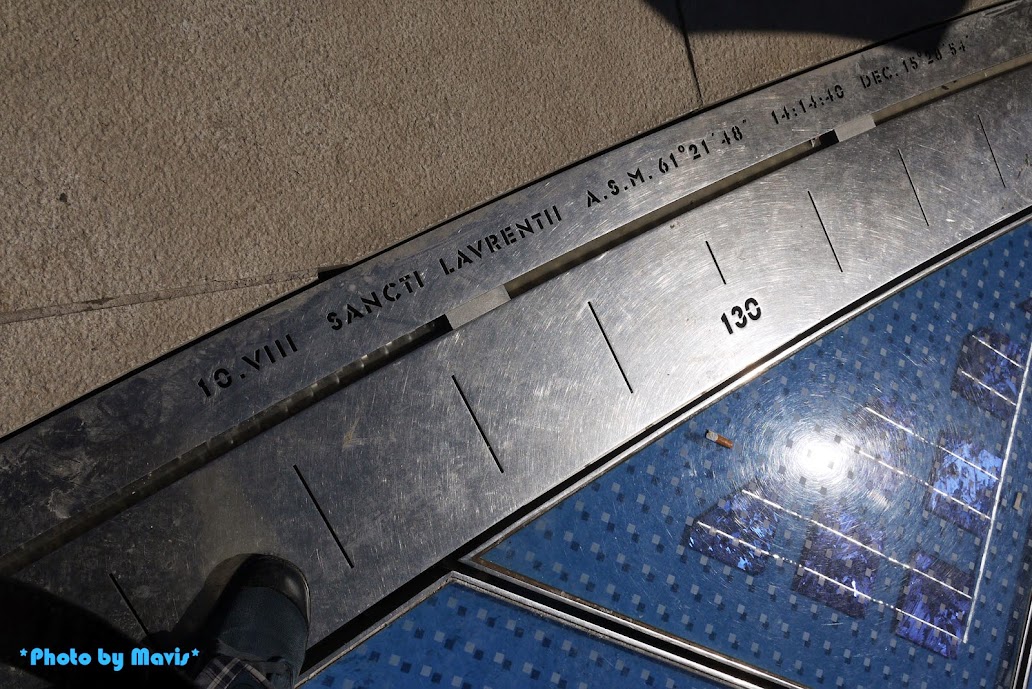 10.VIII SANCTI LAVRENTII A.S.M. 61°21´48´´ 14:14:40 DEC. 15°20´54´´
130
*Photo by Mavis*